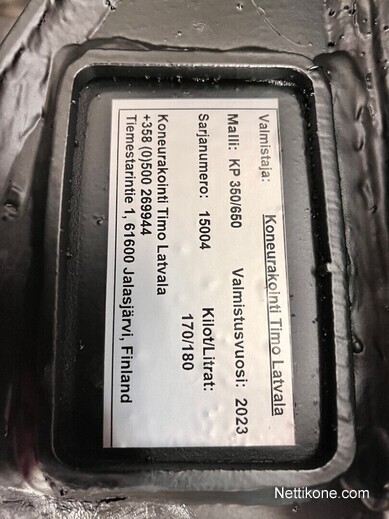 Valmistaja: Koneurakointi Timo Latvala
Malli: KP 350/650 Valmistusvuosi: 2023
Sarjanumero: 15004 Kilot/Litrat:
170/180
Koneurakointi Timo Latvala
+358 (0)500 269944
Tiemestarintie 1, 61600 Jalasjärvi, Finland
Nettikone.com